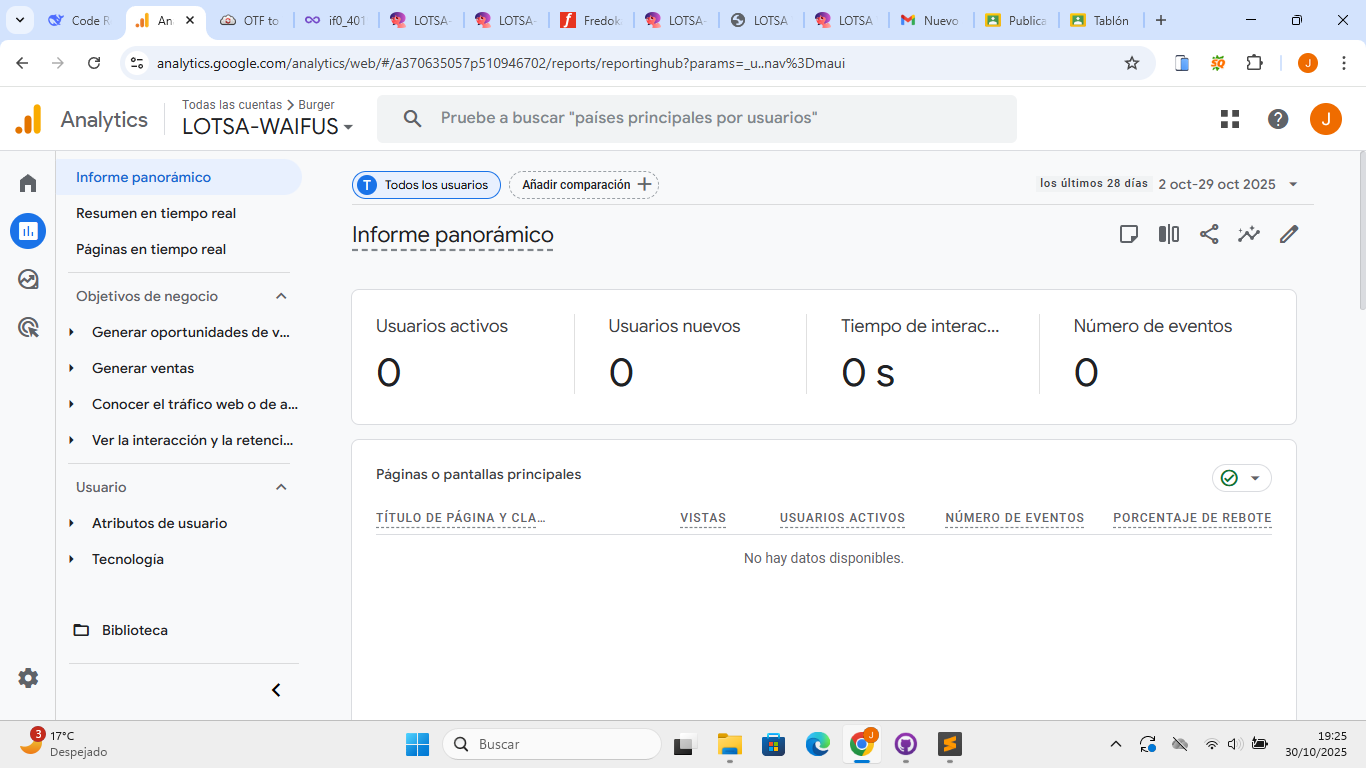 Code R
An
OTF to
if0_401
LOTSA-
LOTSA-
Fredoka
LOTSA-
LOTSA
LOTSA
Nuevo
Publica
Tablón
analytics.google.com/analytics/web/#/a370635057p510946702/reports/reportinghub?params=_u..nav%3Dmaui
SQ
J
Analytics
Todas las cuentas > Burger
LOTSA-WAIFUS
Pruebe a buscar "países principales por usuarios"
J
Informe panorámico
Resumen en tiempo real
Páginas en tiempo real
Objetivos de negocio
Generar oportunidades de v...
Generar ventas
Conocer el tráfico web o de a...
Ver la interacción y la retenci...
Usuario
Atributos de usuario
Tecnología
Biblioteca
T Todos los usuarios
Añadir comparación
los últimos 28 días 2 oct-29 oct 2025
Informe panorámico
Usuarios activos
0
Usuarios nuevos
0
Tiempo de interac...
0 s
Número de eventos
0
Páginas o pantallas principales
TÍTULO DE PÁGINA Y CLA... VISTAS USUARIOS ACTIVOS NÚMERO DE EVENTOS PORCENTAJE DE REBOTE
No hay datos disponibles.
3
17°C
Despejado
Buscar
J
19:25
30/10/2025